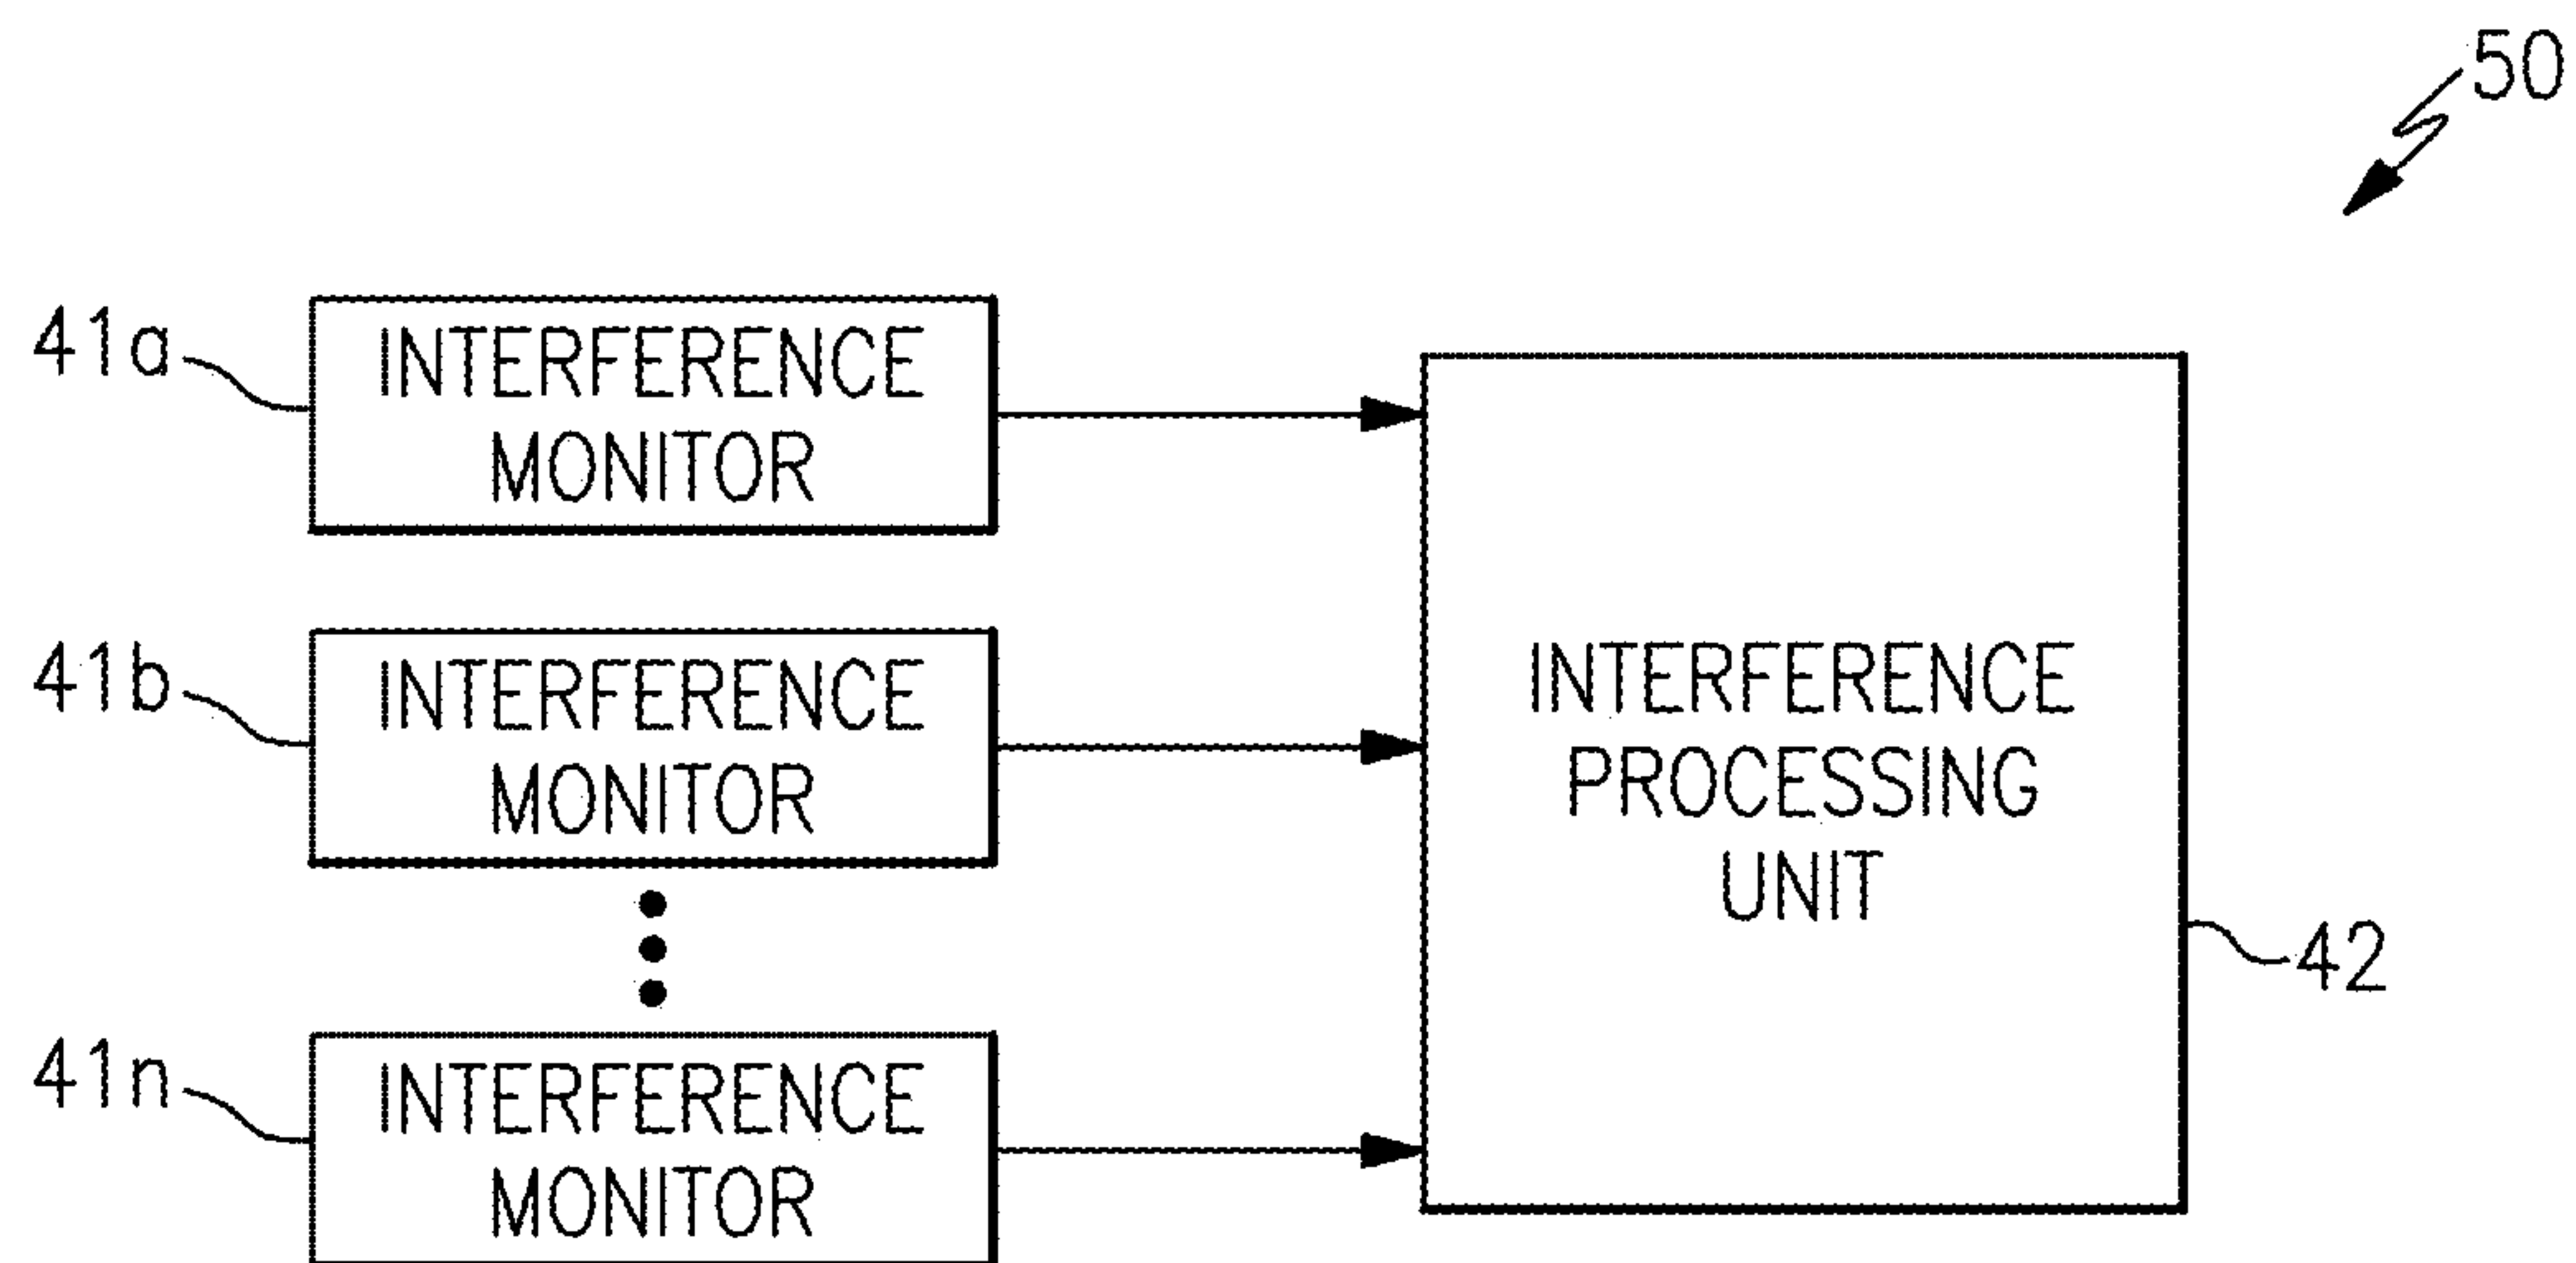 50
41a
INTERFERENCE
MONITOR
41b
INTERFERENCE
MONITOR
INTERFERENCE
PROCESSING
UNIT
42
41n
INTERFERENCE
MONITOR